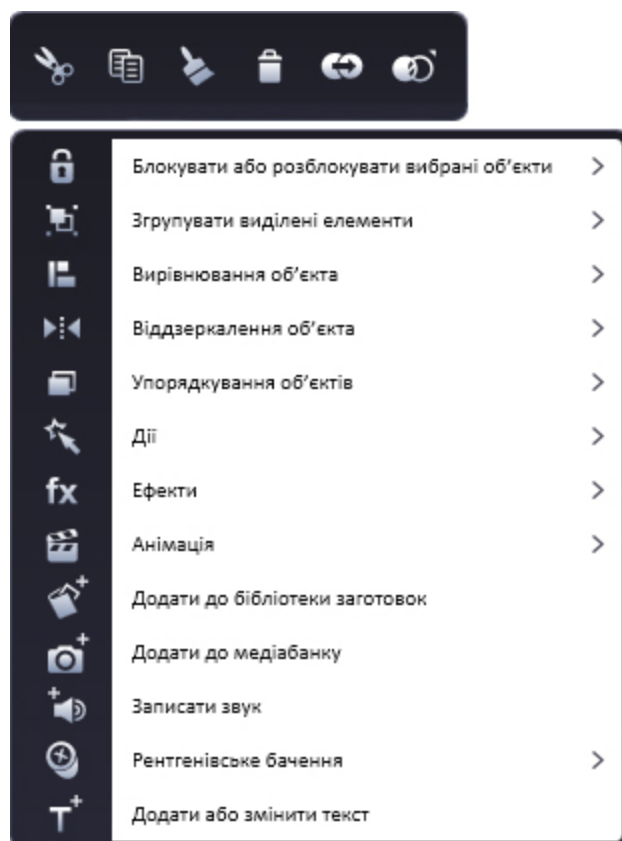 Блокувати або розблокувати вибрані об’єкти
Згрупувати виділені елементи
Вирівнювання об’єкта
Віддзеркалення об’єкта
Упорядкування об’єктів
Дії
Ефекти
Анімація
Додати до бібліотеки заготовок
Додати до медіабанку
Записати звук
Рентгенівське бачення
Додати або змінити текст